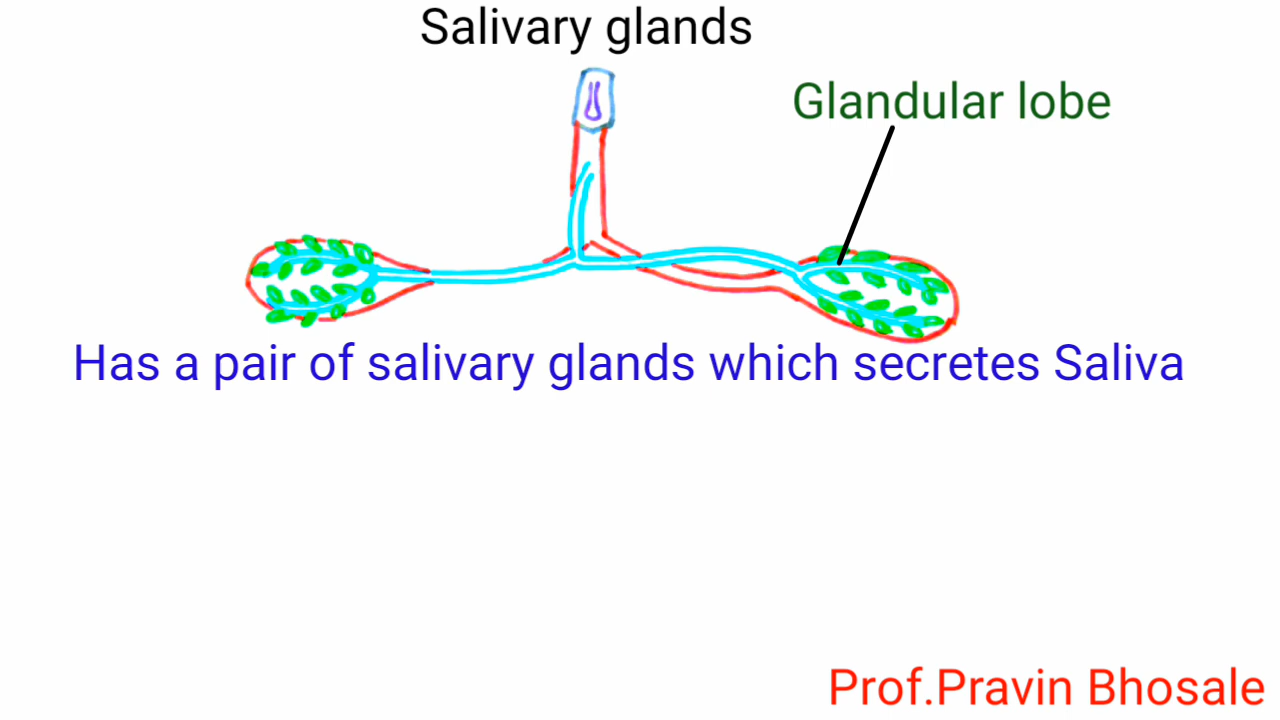 Salivary glands
Glandular lobe
Has a pair of salivary glands which secretes Saliva
Prof.Pravin Bhosale